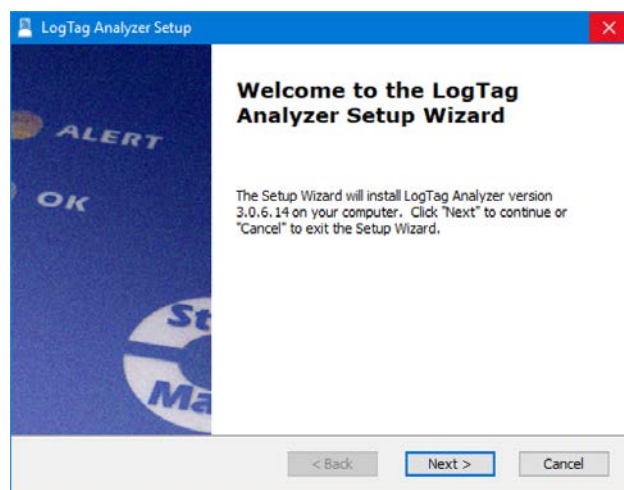 LogTag Analyzer Setup
ALERT
OK
St
Ma
Welcome to the LogTag
Analyzer Setup Wizard
The Setup Wizard will install LogTag Analyzer version
3.0.6.14 on your computer. Click "Next" to continue or
"Cancel" to exit the Setup Wizard.
< Back
Next >
Cancel